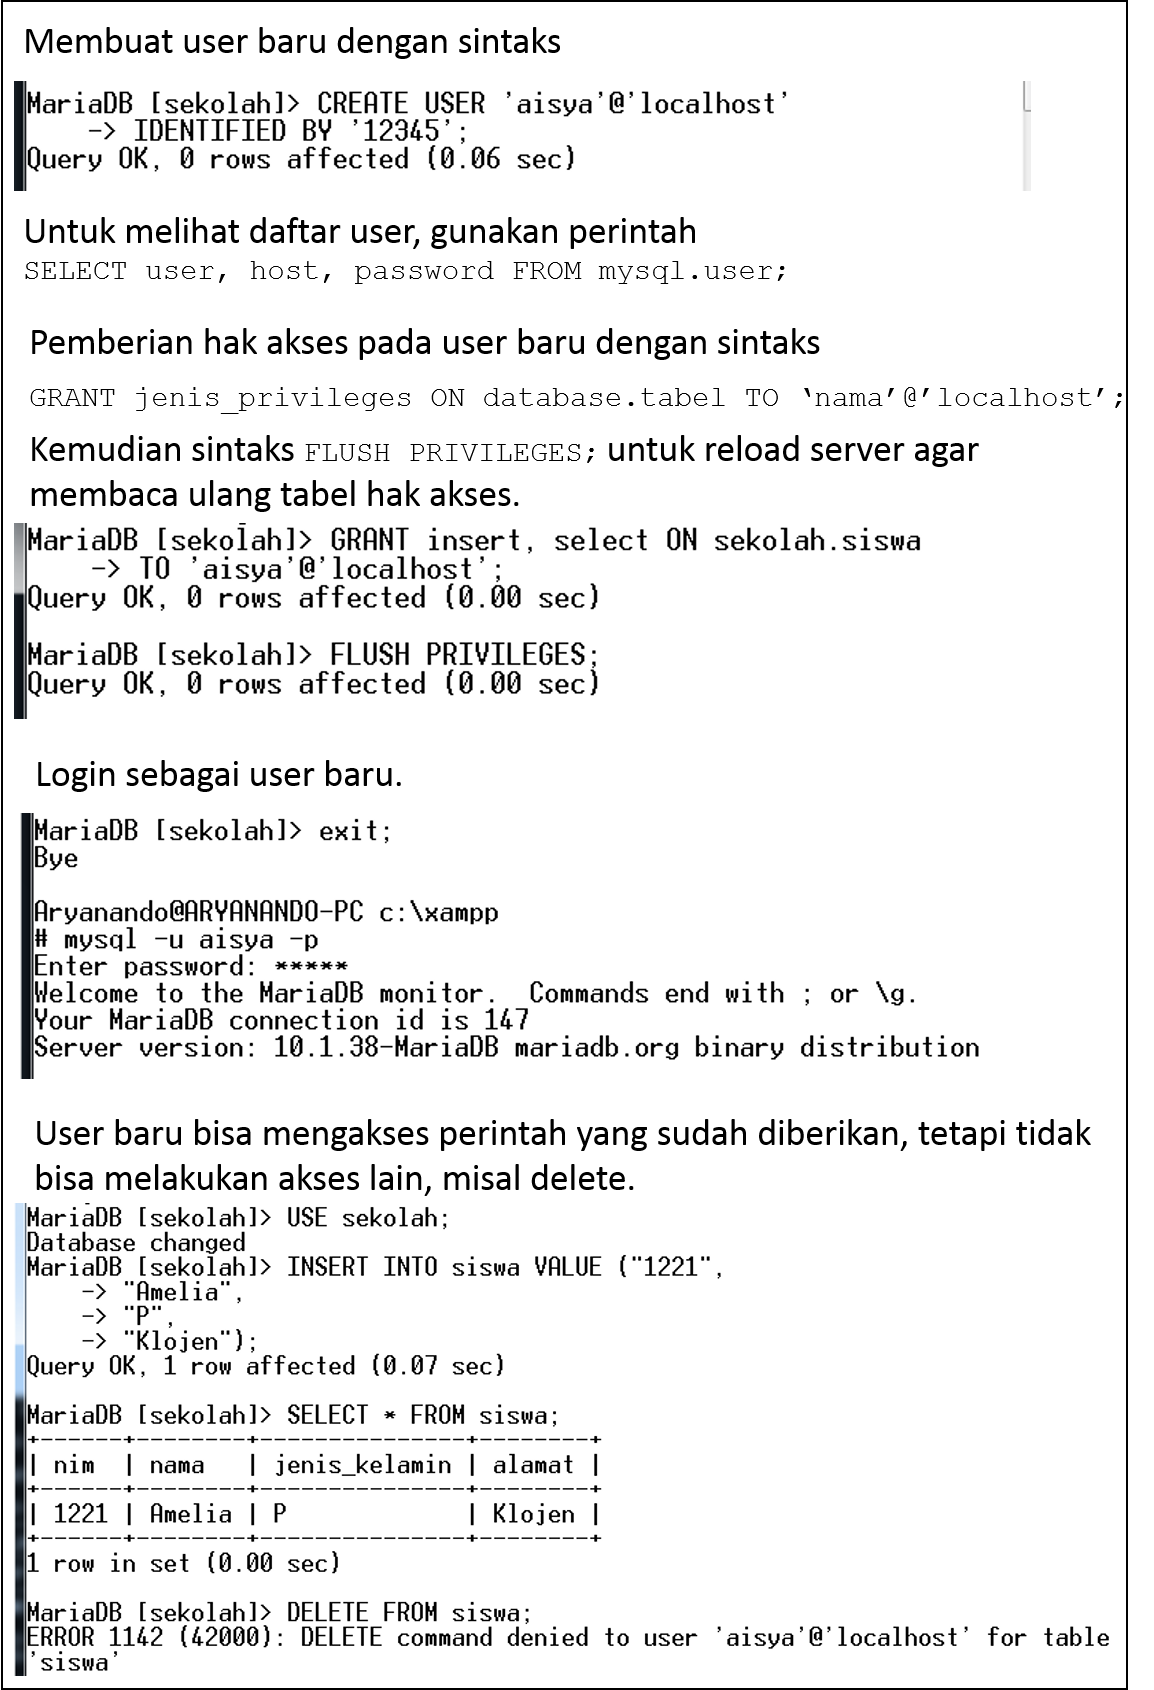 Membuat user baru dengan sintaks
MariaDB [sekolah]> CREATE USER 'aisya'@'localhost'
    -> IDENTIFIED BY '12345';
Query OK, 0 rows affected (0.06 sec)
Untuk melihat daftar user, gunakan perintah
SELECT user, host, password FROM mysql.user;
Pemberian hak akses pada user baru dengan sintaks
GRANT jenis_privileges ON database.tabel TO ‘nama’@’localhost’;
Kemudian sintaks FLUSH PRIVILEGES; untuk reload server agar
membaca ulang tabel hak akses.
MariaDB [sekolah]> GRANT insert, select ON sekolah.siswa
    -> TO 'aisya'@'localhost';
Query OK, 0 rows affected (0.00 sec)
MariaDB [sekolah]> FLUSH PRIVILEGES;
Query OK, 0 rows affected (0.00 sec)
Login sebagai user baru.
MariaDB [sekolah]> exit;
Bye
Aryanando@ARYANANDO-PC c:\xampp
# mysql -u aisya -p
Enter password: *****
Welcome to the MariaDB monitor.  Commands end with ; or \g.
Your MariaDB connection id is 147
Server version: 10.1.38-MariaDB mariadb.org binary distribution
User baru bisa mengakses perintah yang sudah diberikan, tetapi tidak
bisa melakukan akses lain, misal delete.
MariaDB [sekolah]> USE sekolah;
Database changed
MariaDB [sekolah]> INSERT INTO siswa VALUE ("1221",
    -> "Amelia",
    -> "P",
    -> "Klojen");
Query OK, 1 row affected (0.07 sec)
MariaDB [sekolah]> SELECT * FROM siswa;
+------+--------+---------------+--------+
| nim  | nama   | jenis_kelamin | alamat |
+------+--------+---------------+--------+
| 1221 | Amelia | P             | Klojen |
+------+--------+---------------+--------+
1 row in set (0.00 sec)
MariaDB [sekolah]> DELETE FROM siswa;
ERROR 1142 (42000): DELETE command denied to user 'aisya'@'localhost' for table
'siswa'